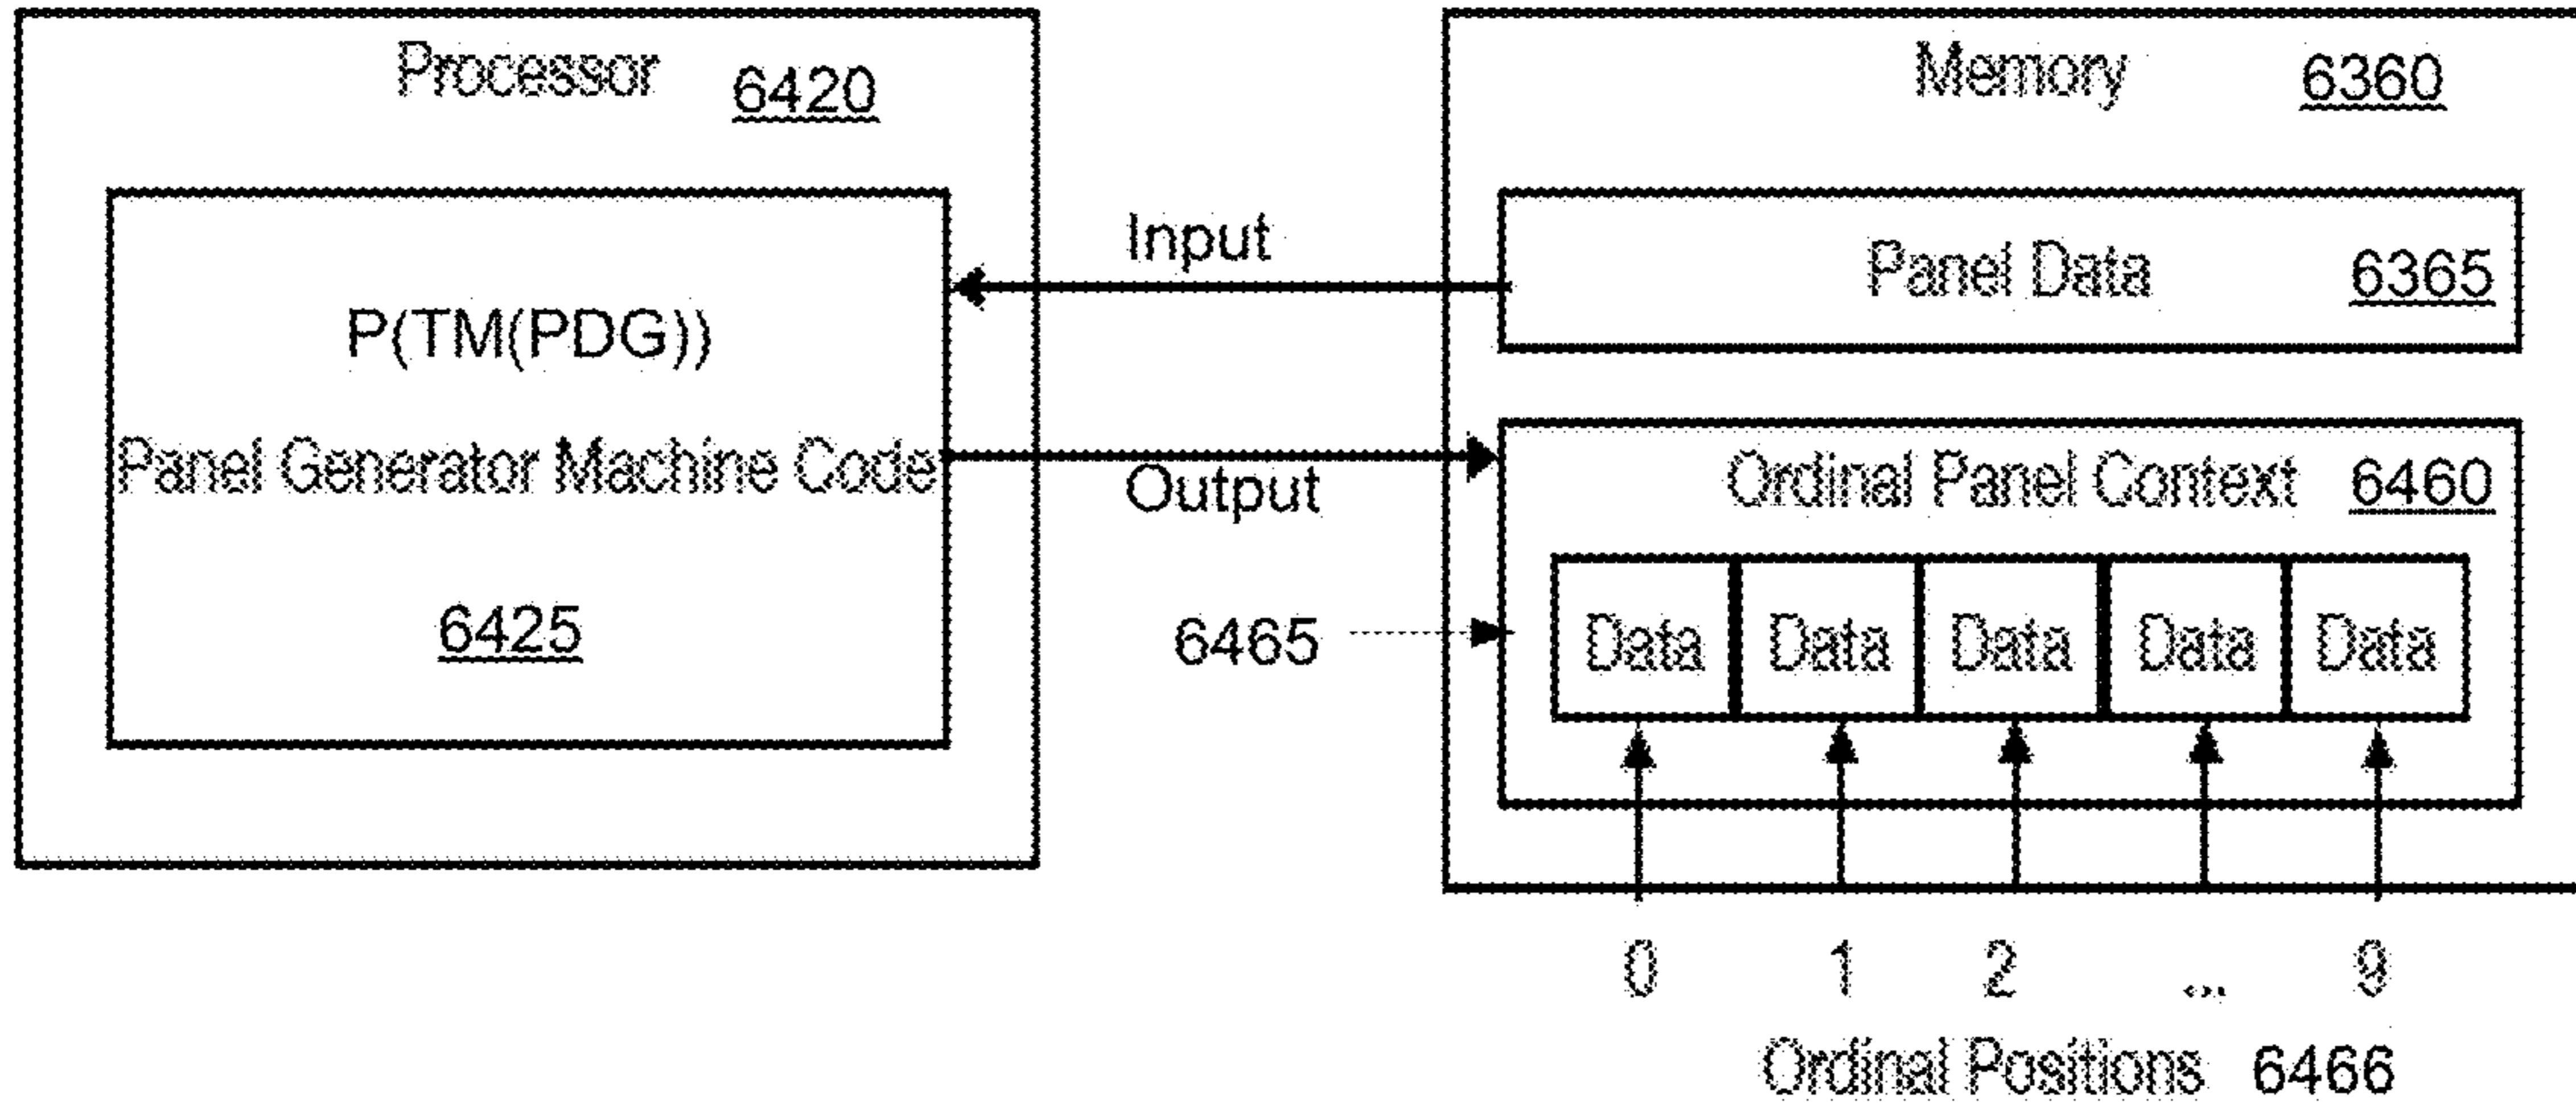 Processor 6420
P(TM(PDG))
Panel Generator Machine Code
6425
Input
Output
Memory 6360
Panel Data 6365
Ordinal Panel Context 6460
6465
Data Data Data Data Data
0 1 2 ... 9
Ordinal Positions 6466